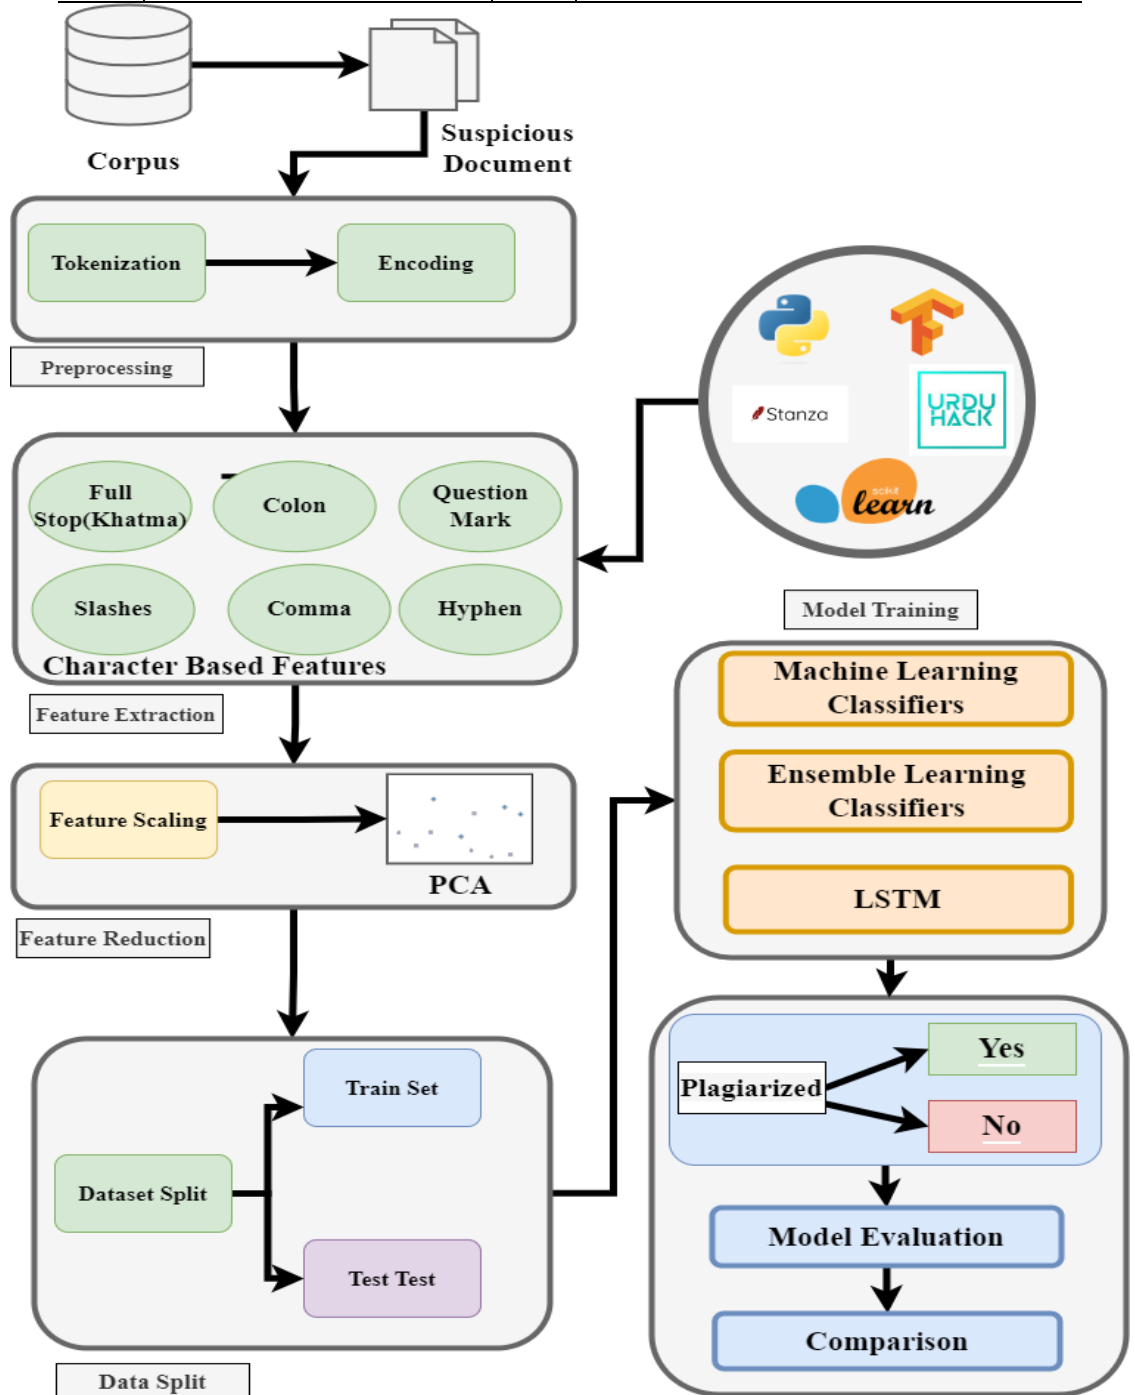 Corpus
Suspicious
Document
Tokenization
Encoding
Preprocessing
Stanza
URDU
HACK
scikit
learn
Full
Stop(Khatma)
Colon
Question
Mark
Slashes
Comma
Hyphen
Character Based Features
Feature Extraction
Feature Scaling
PCA
Feature Reduction
Dataset Split
Train Set
Test Test
Data Split
Model Training
Machine Learning
Classifiers
Ensemble Learning
Classifiers
LSTM
Plagiarized
Yes
No
Model Evaluation
Comparison